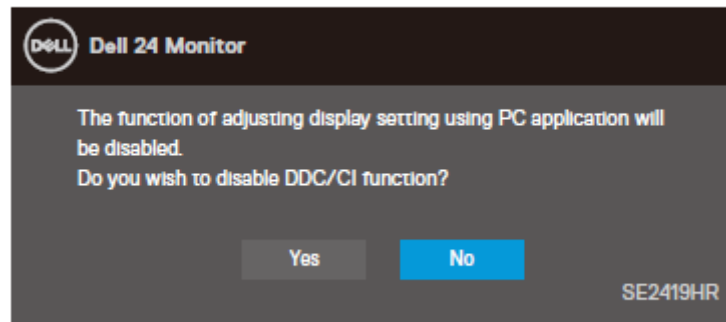 DELL Dell 24 Monitor
The function of adjusting display setting using PC application will
be disabled.
Do you wish to disable DDC/CI function?
Yes No
SE2419HR